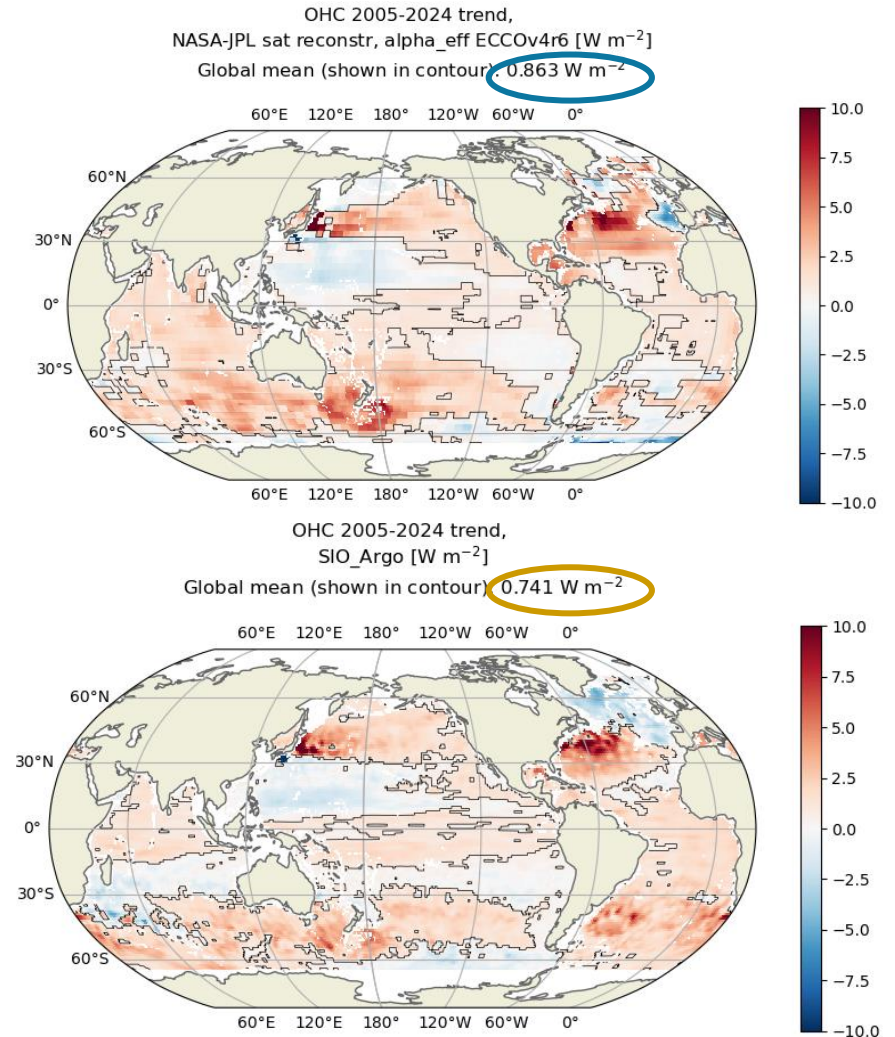 OHC 2005-2024 trend,
NASA-JPL sat reconstr, alpha_eff ECCOv4r6 [W m⁻²]
Global mean (shown in contour): 0.863 W m⁻²
60°E 120°E 180° 120°W 60°W 0°
60°N
30°N
0°
30°S
60°S
60°E 120°E 180° 120°W 60°W 0°
10.0
7.5
5.0
2.5
0.0
−2.5
−5.0
−7.5
−10.0
OHC 2005-2024 trend,
SIO_Argo [W m⁻²]
Global mean (shown in contour): 0.741 W m⁻²
60°E 120°E 180° 120°W 60°W 0°
60°N
30°N
0°
30°S
60°S
60°E 120°E 180° 120°W 60°W 0°
10.0
7.5
5.0
2.5
0.0
−2.5
−5.0
−7.5
−10.0